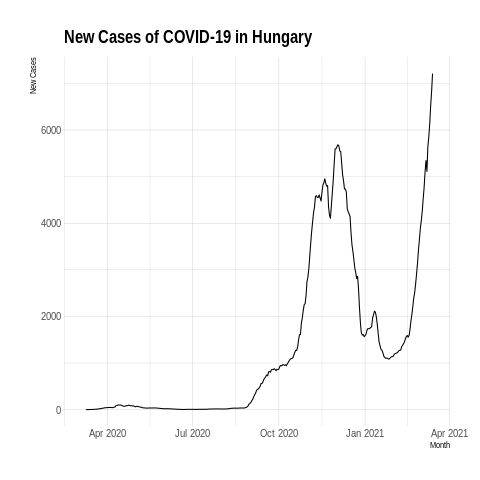 New Cases of COVID-19 in Hungary
New Cases
6000
4000
2000
0
Apr 2020 Jul 2020 Oct 2020 Jan 2021 Apr 2021
Month